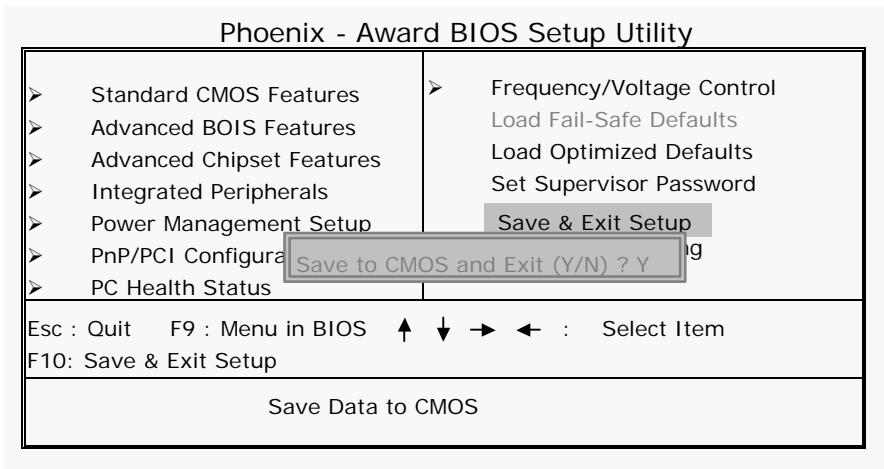 Phoenix - Award BIOS Setup Utility
➢ Standard CMOS Features
➢ Advanced BOIS Features
➢ Advanced Chipset Features
➢ Integrated Peripherals
➢ Power Management Setup
➢ PnP/PCI Configura
➢ PC Health Status
➢ Frequency/Voltage Control
Load Fail-Safe Defaults
Load Optimized Defaults
Set Supervisor Password
Save & Exit Setup
Save to CMOS and Exit (Y/N) ? Y
Esc : Quit F9 : Menu in BIOS ↑ ↓ → ← : Select Item
F10: Save & Exit Setup
Save Data to CMOS